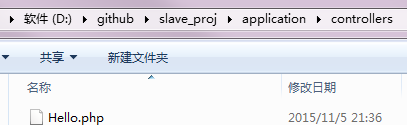 软件 (D:) ▸ github ▸ slave_proj ▸ application ▸ controllers
共享 ▾ 新建文件夹
名称 修改日期
Hello.php 2015/11/5 21:36